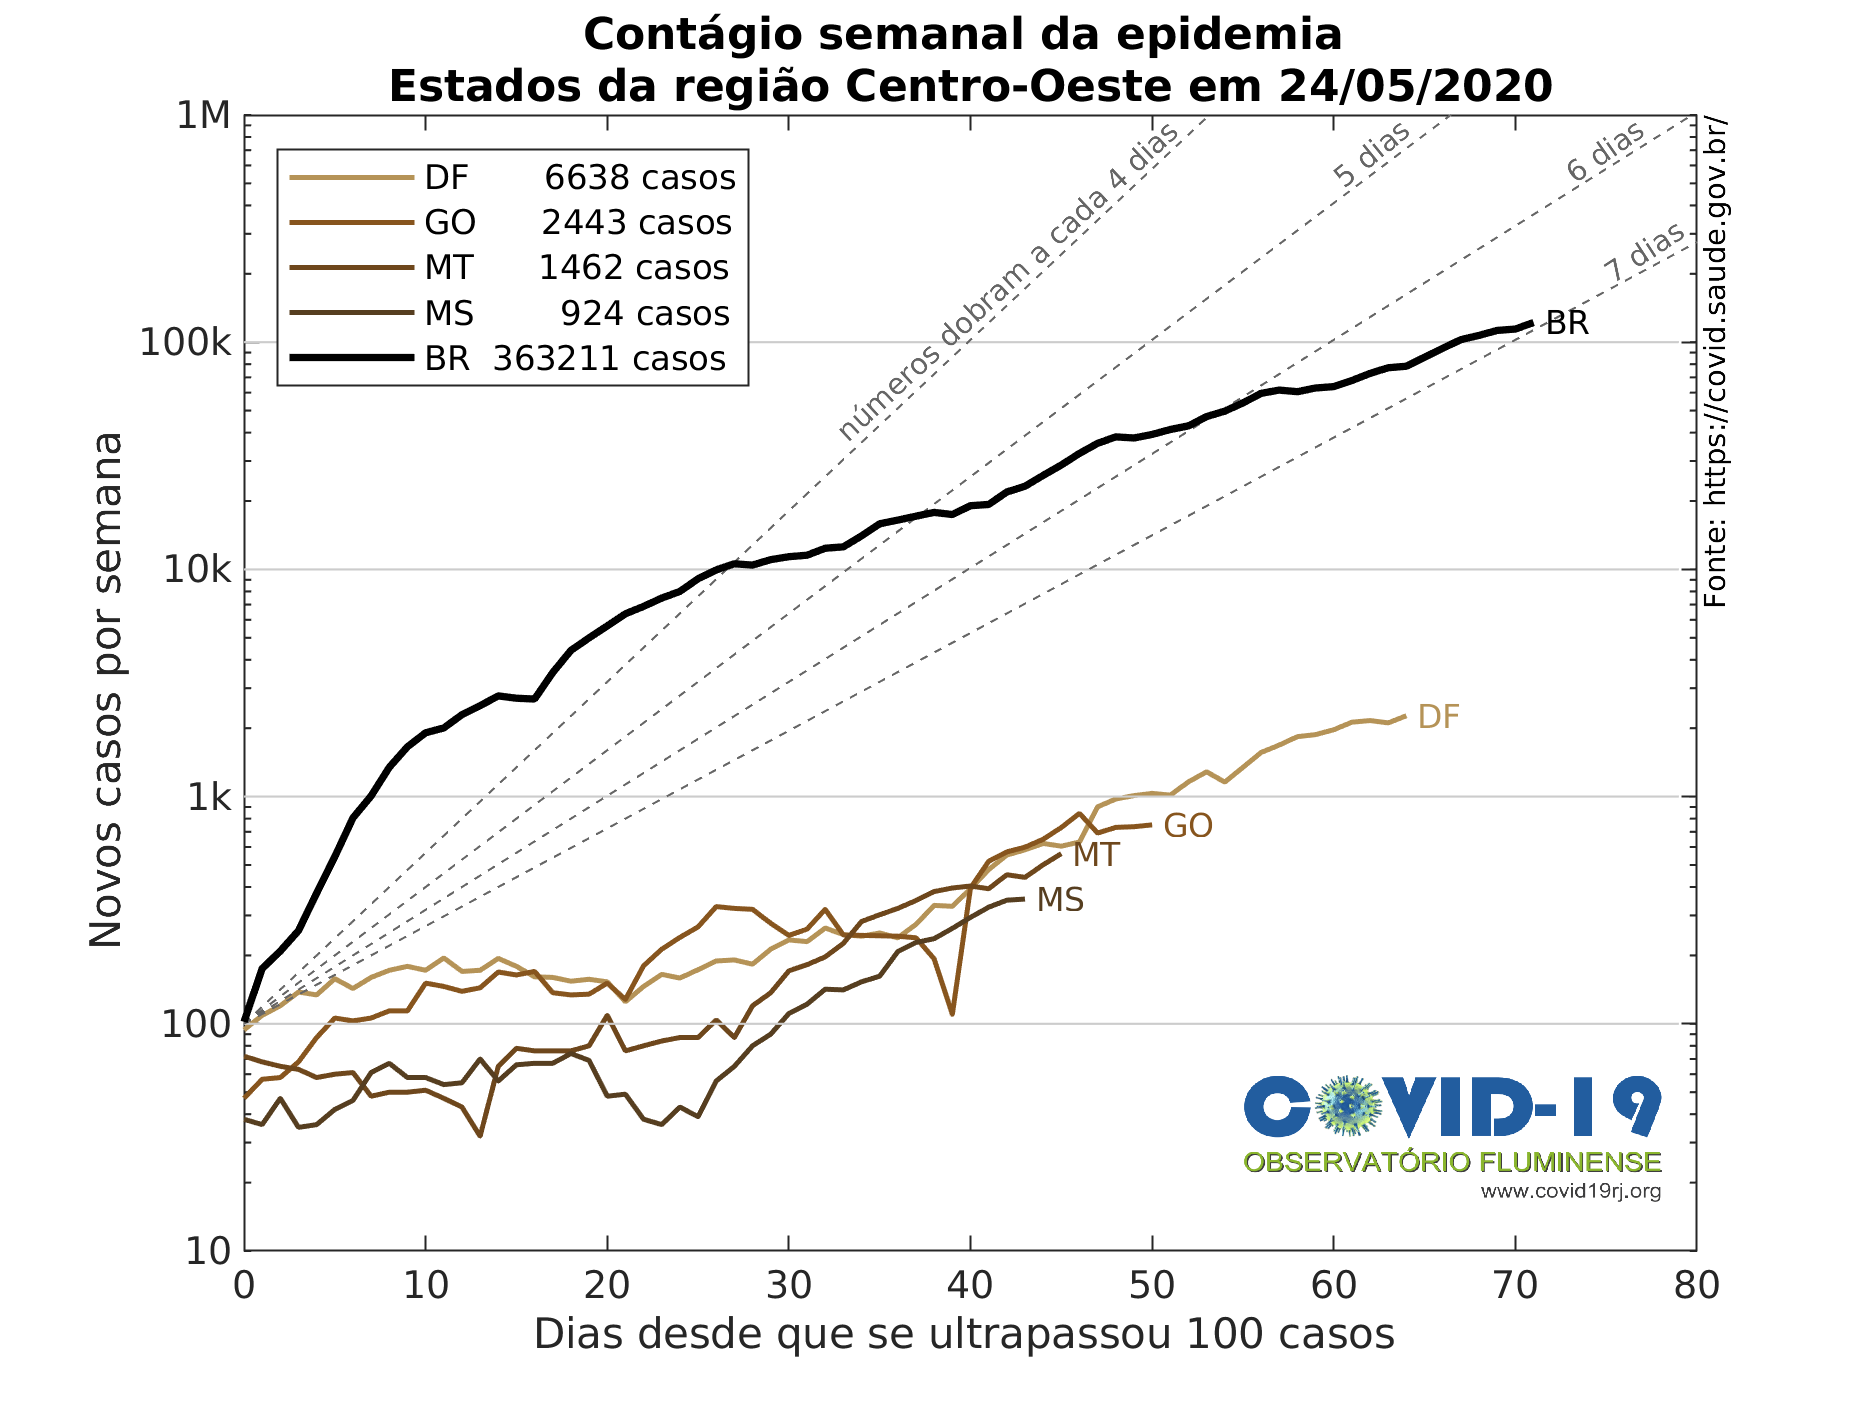 Contágio semanal da epidemia
Estados da região Centro-Oeste em 24/05/2020
1M
100k
10k
1k
100
10
Novos casos por semana
DF 6638 casos
GO 2443 casos
MT 1462 casos
MS 924 casos
BR 363211 casos
números dobram a cada 4 dias
5 dias
6 dias
7 dias
BR
DF
GO
MT
MS
Fonte: https://covid.saude.gov.br/
COVID-19
OBSERVATÓRIO FLUMINENSE
www.covid19rj.org
0 10 20 30 40 50 60 70 80
Dias desde que se ultrapassou 100 casos